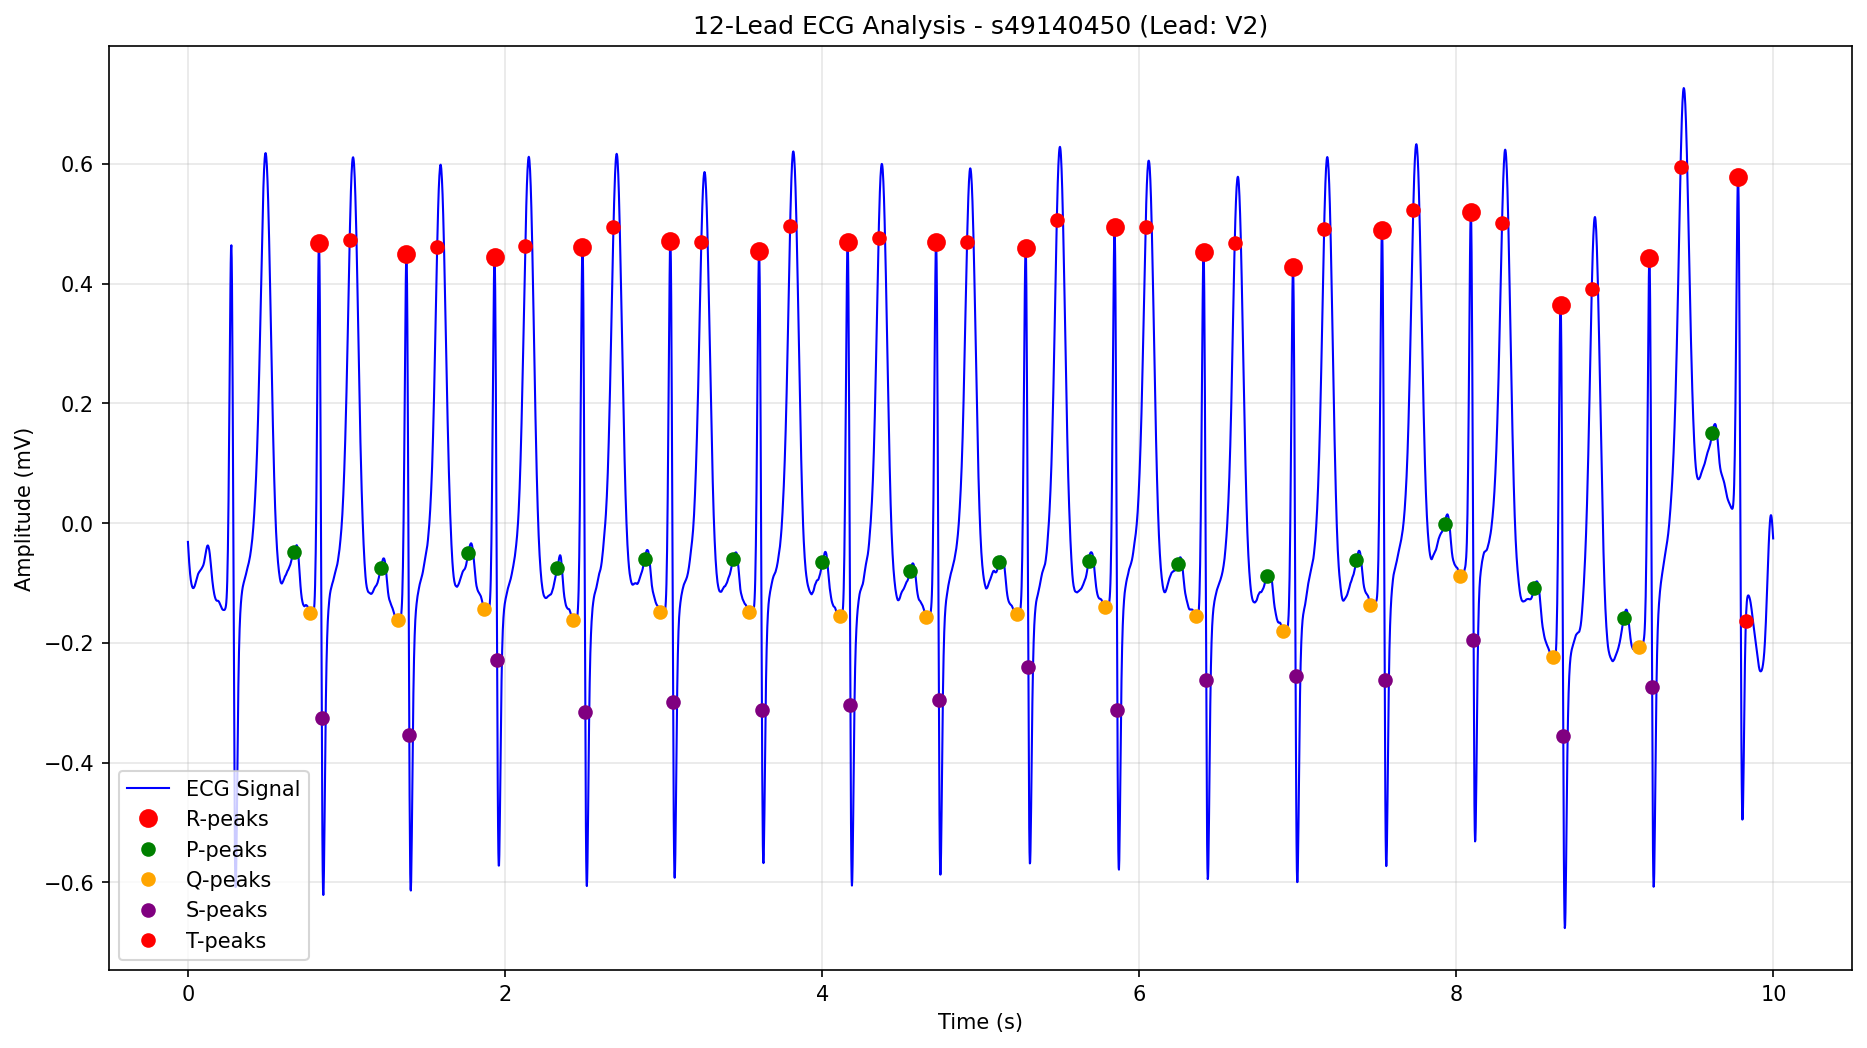 12-Lead ECG Analysis - s49140450 (Lead: V2)
Amplitude (mV)
0.6
0.4
0.2
0.0
−0.2
−0.4
−0.6
ECG Signal
R-peaks
P-peaks
Q-peaks
S-peaks
T-peaks
0 2 4 6 8 10
Time (s)